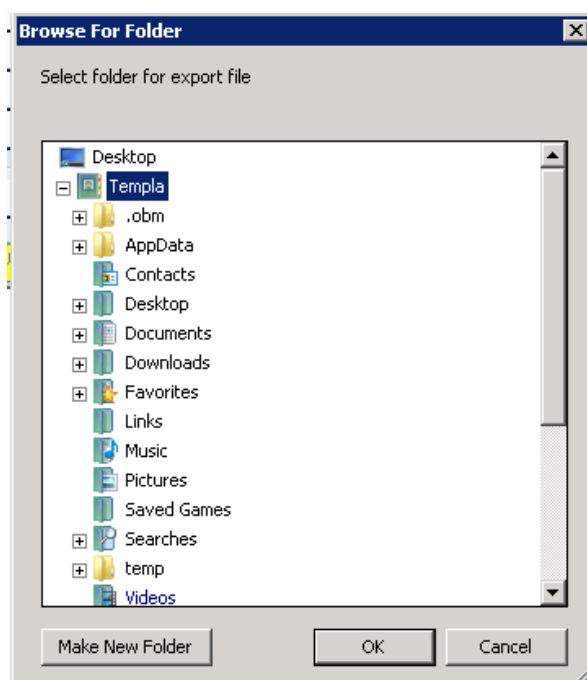 Browse For Folder
Select folder for export file
Desktop
Templa
.obm
AppData
Contacts
Desktop
Documents
Downloads
Favorites
Links
Music
Pictures
Saved Games
Searches
temp
Videos
Make New Folder OK Cancel